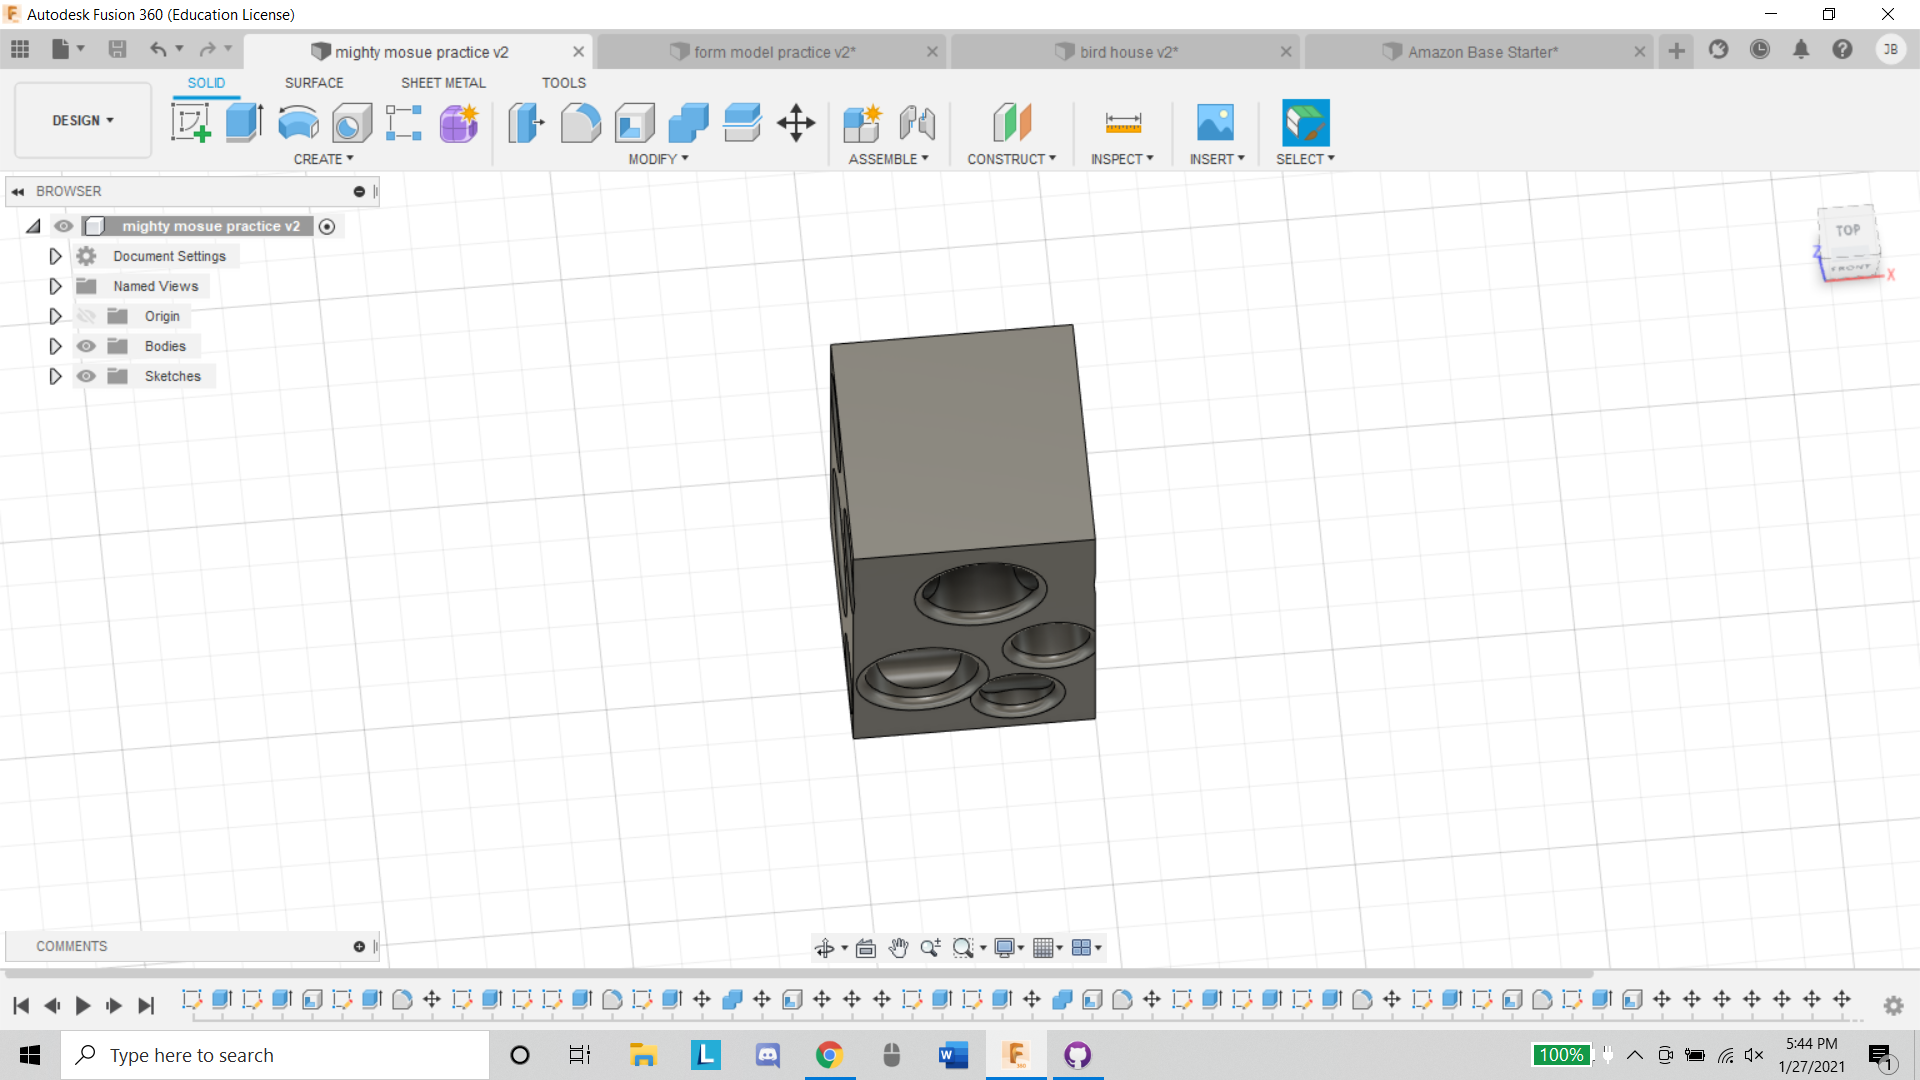 Autodesk Fusion 360 (Education License)
mighty mosue practice v2
form model practice v2*
bird house v2*
Amazon Base Starter*
JB
SOLID
SURFACE
SHEET METAL
TOOLS
DESIGN
CREATE
MODIFY
ASSEMBLE
CONSTRUCT
INSPECT
INSERT
SELECT
BROWSER
mighty mosue practice v2
Document Settings
Named Views
Origin
Bodies
Sketches
TOP
FRONT
Z
X
COMMENTS
Type here to search
100%
5:44 PM
1/27/2021
1